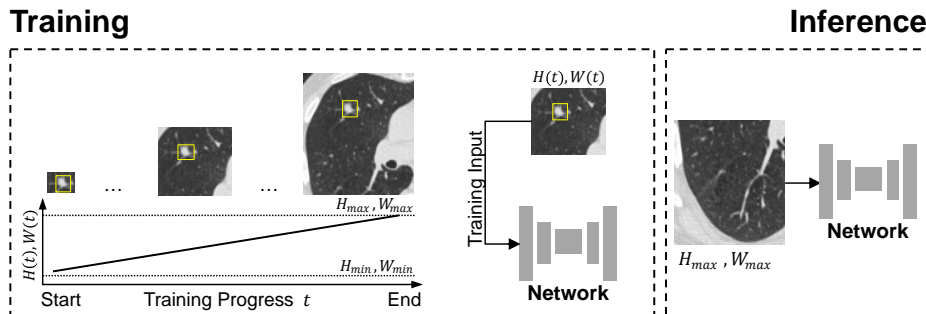 Training
Inference
H(t), W(t)
... ...
H_max, W_max
H(t), W(t)
H_min, W_min
Start Training Progress t End
Training Input
Network
H_max, W_max
Network